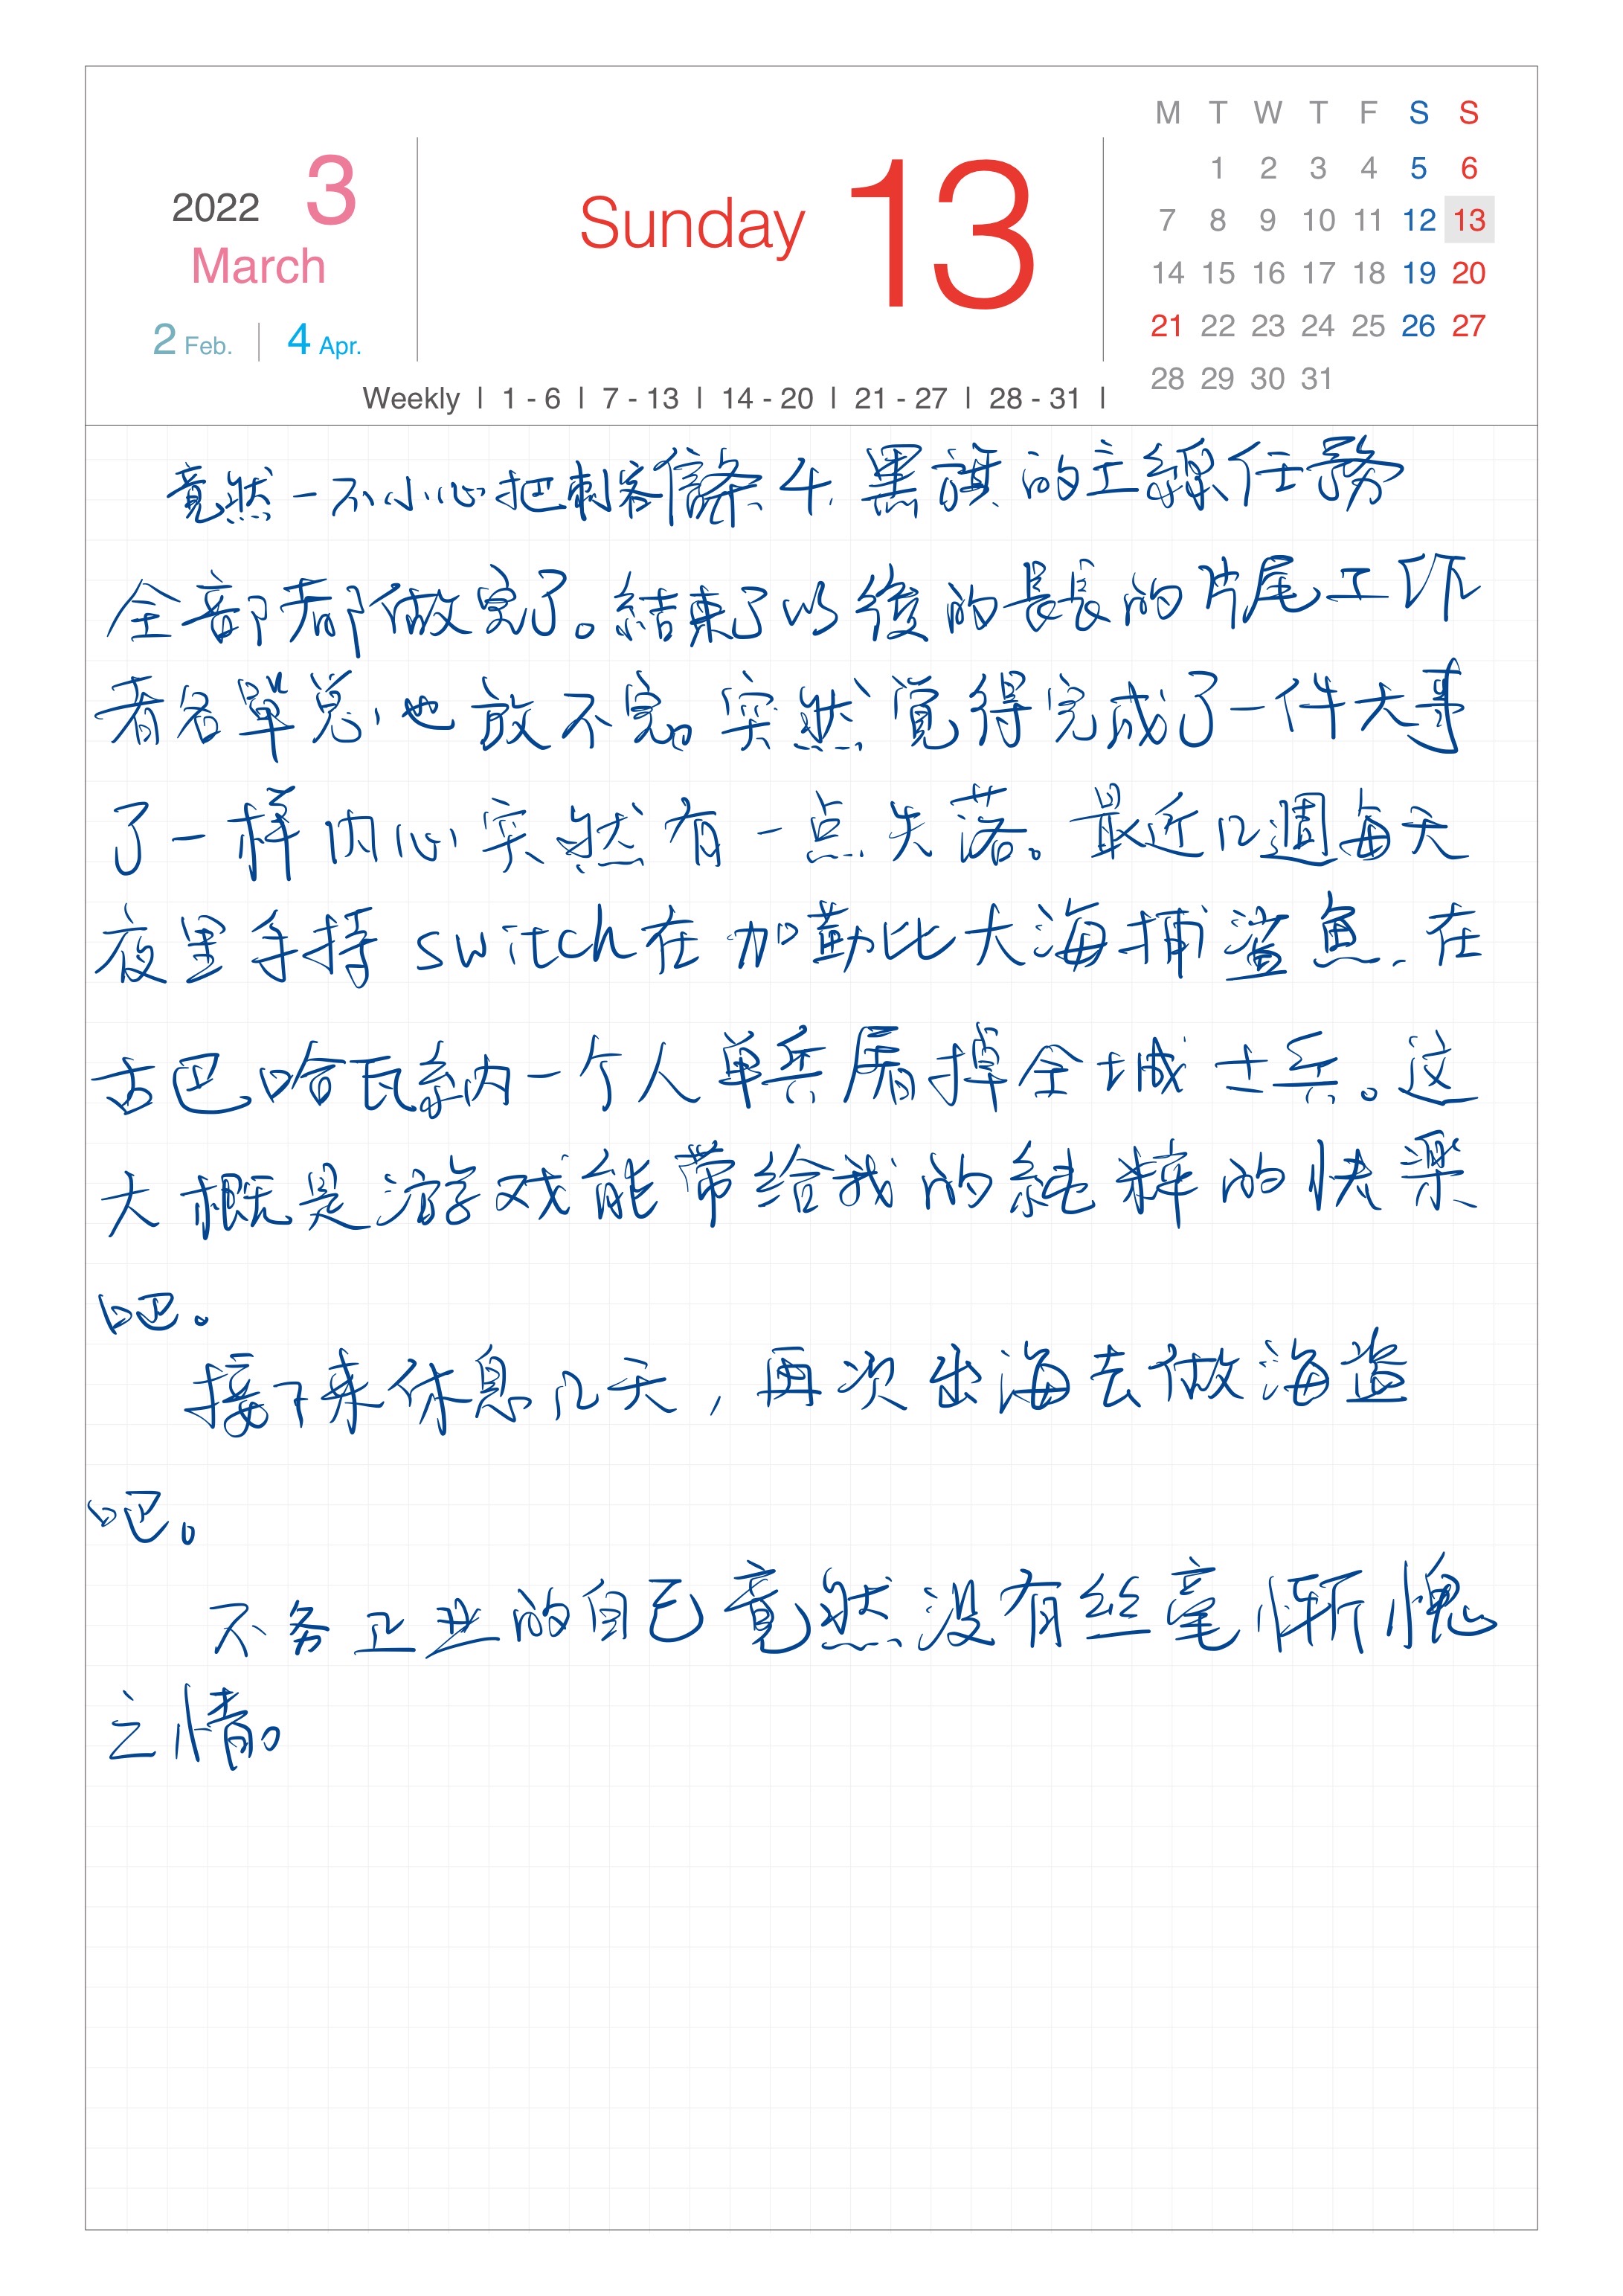 2022 3
March
2 Feb. | 4 Apr.
Sunday 13
M T W T F S S
1 2 3 4 5 6
7 8 9 10 11 12 13
14 15 16 17 18 19 20
21 22 23 24 25 26 27
28 29 30 31
Weekly | 1 - 6 | 7 - 13 | 14 - 20 | 21 - 27 | 28 - 31 |
竟然一不小心把刺客信條4,黑旗的主線任務
全部都做完了。結束了以後的長長的片尾工作
者名單总也放不完。突然覺得完成了一件大事
了一样内心突然有一点失落。最近几週每天
夜里手持switch在加勒比大海捕鲨魚,在
古巴哈瓦納一个人单兵屠掉全城士兵。这
大概是游戏能带给我的純粹的快樂
吧。
接下来休息几天,再次出海去做海盗
吧。
不务正业的自己竟然没有丝毫惭愧
之情。